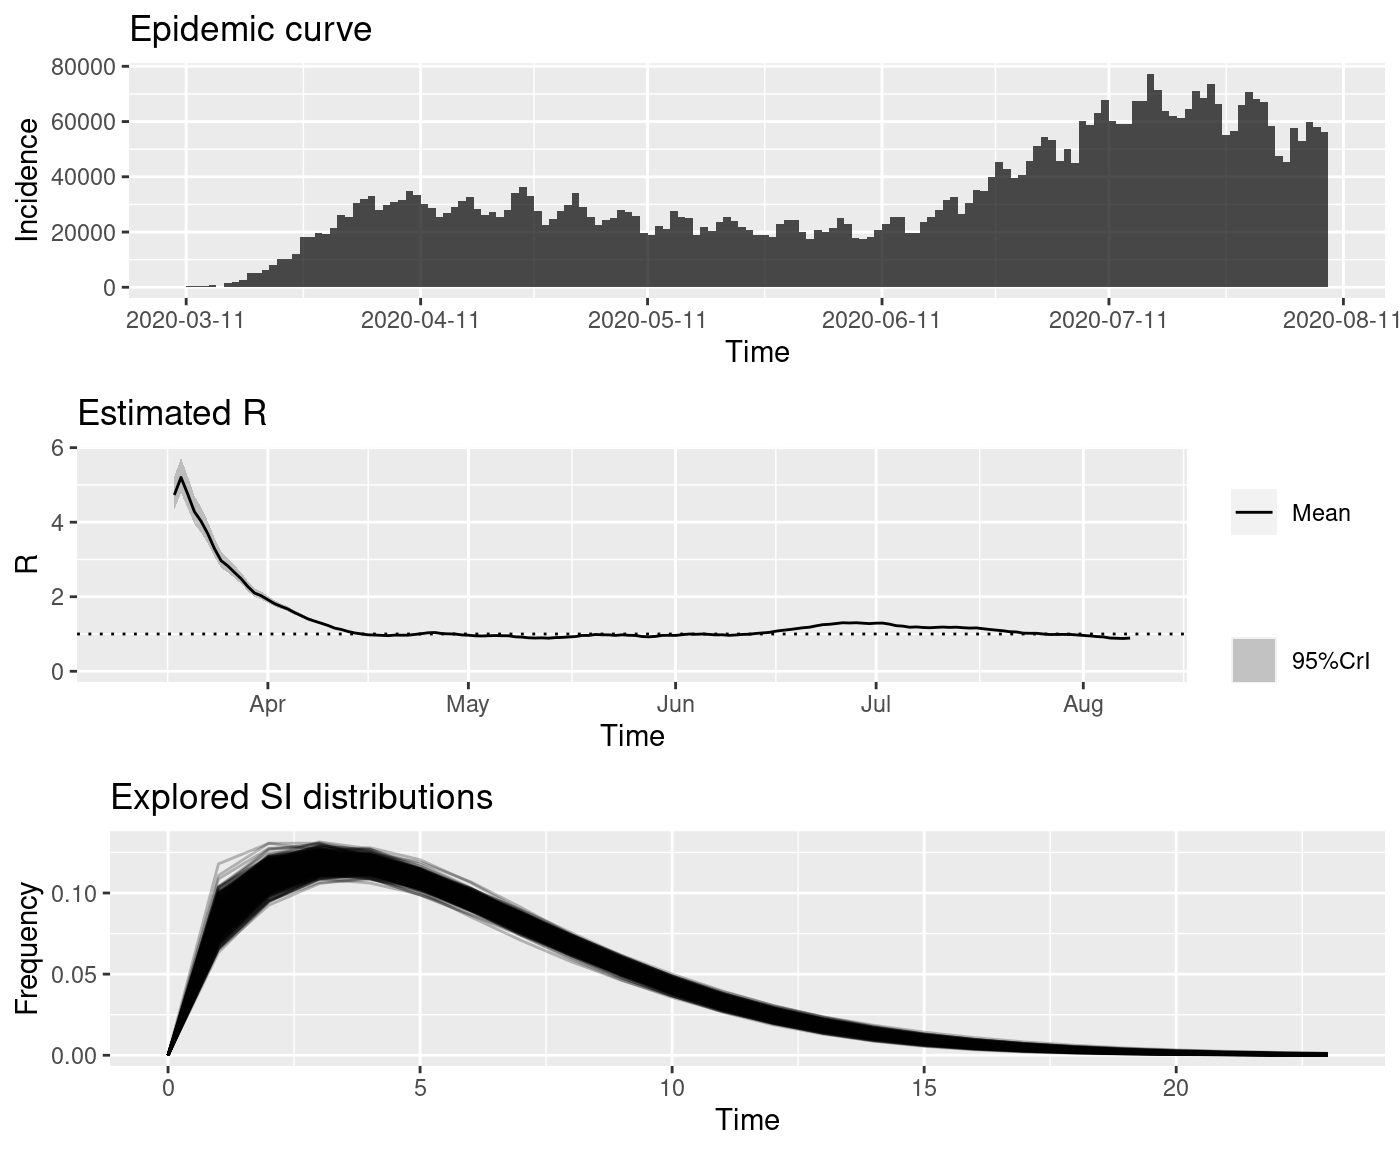 Epidemic curve
80000
60000
40000
20000
0
Incidence
2020-03-11 2020-04-11 2020-05-11 2020-06-11 2020-07-11 2020-08-11
Time
Estimated R
6
4
2
0
R
Apr May Jun Jul Aug
Time
Mean
95%CrI
Explored SI distributions
0.10
0.05
0.00
Frequency
0 5 10 15 20
Time